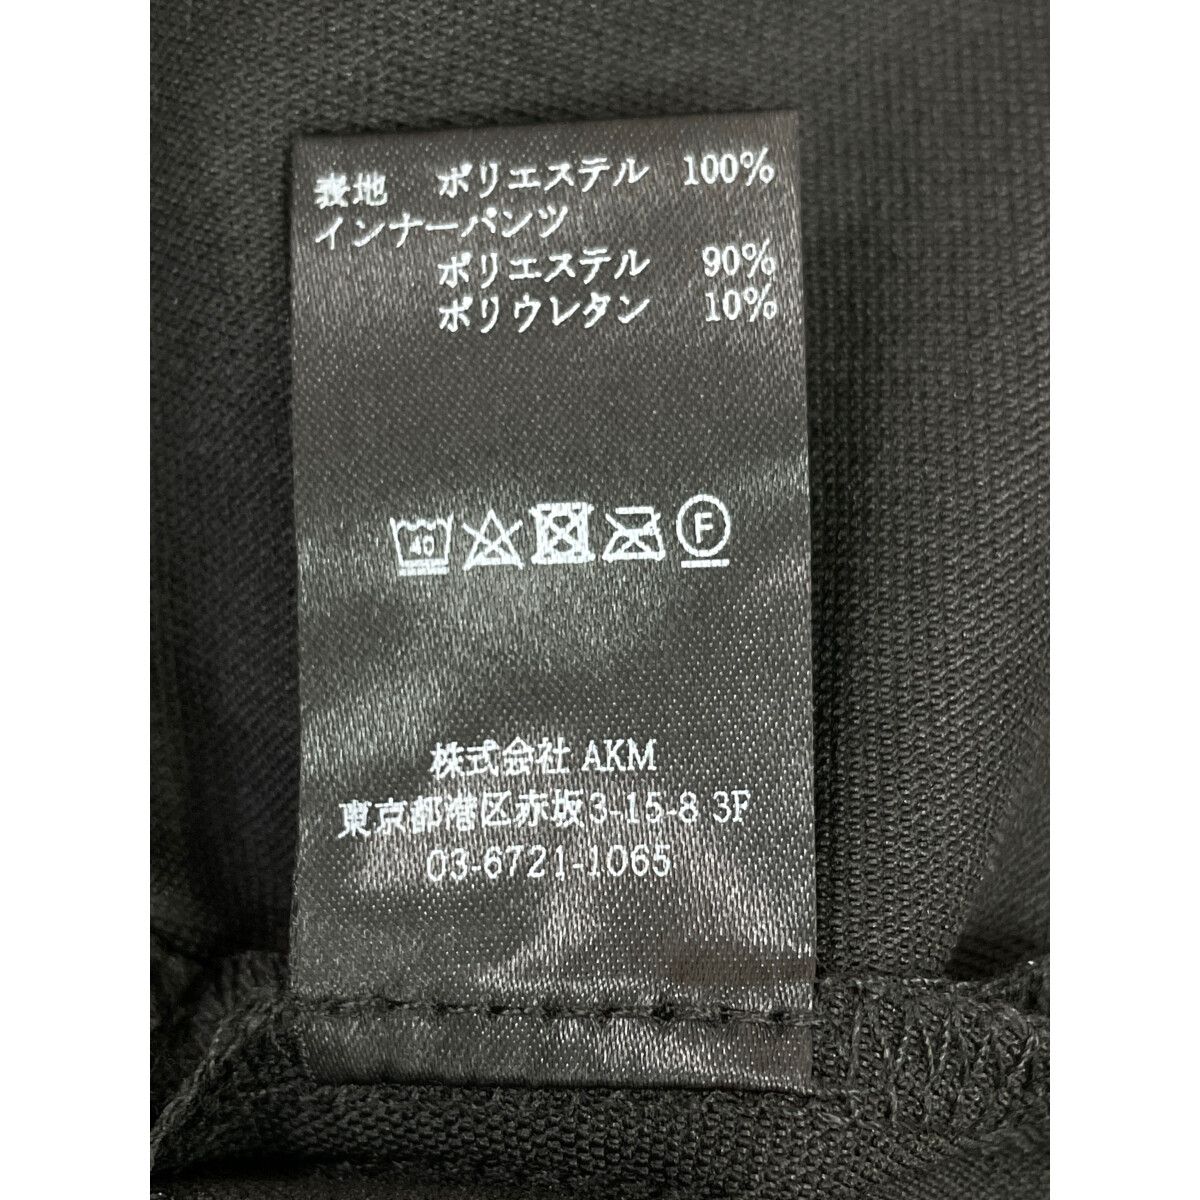 表地 ポリエステル 100%
インナーパンツ
ポリエステル 90%
ポリウレタン 10%
40 F
株式会社 AKM
東京都港区赤坂3-15-8 3F
03-6721-1065